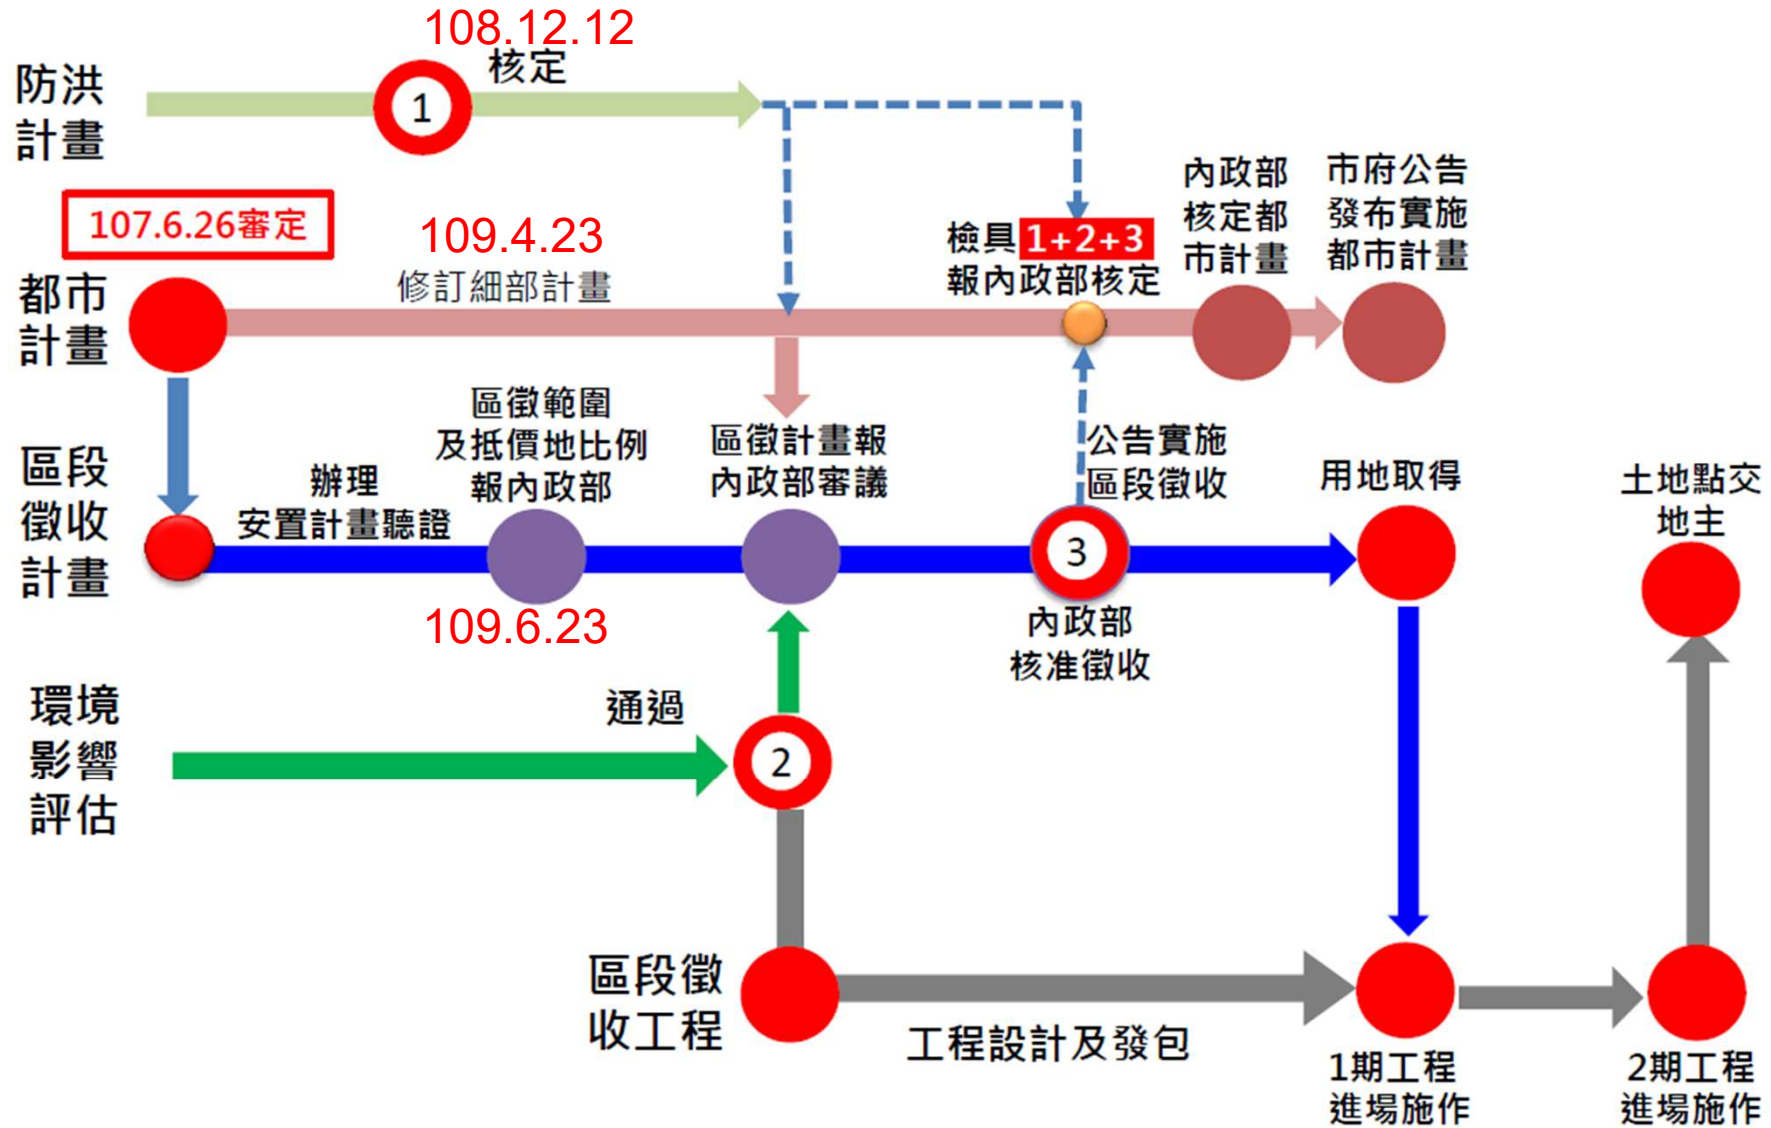 108.12.12
核定
防洪
計畫
1
107.6.26審定
109.4.23
修訂細部計畫
都市
計畫
檢具1+2+3
報內政部核定
內政部
核定都
市計畫
市府公告
發布實施
都市計畫
區段
徵收
計畫
辦理
安置計畫聽證
區徵範圍
及抵價地比例
報內政部
109.6.23
區徵計畫報
內政部審議
公告實施
區段徵收
3
內政部
核准徵收
用地取得
土地點交
地主
環境
影響
評估
通過
2
區段徵
收工程
工程設計及發包
1期工程
進場施作
2期工程
進場施作